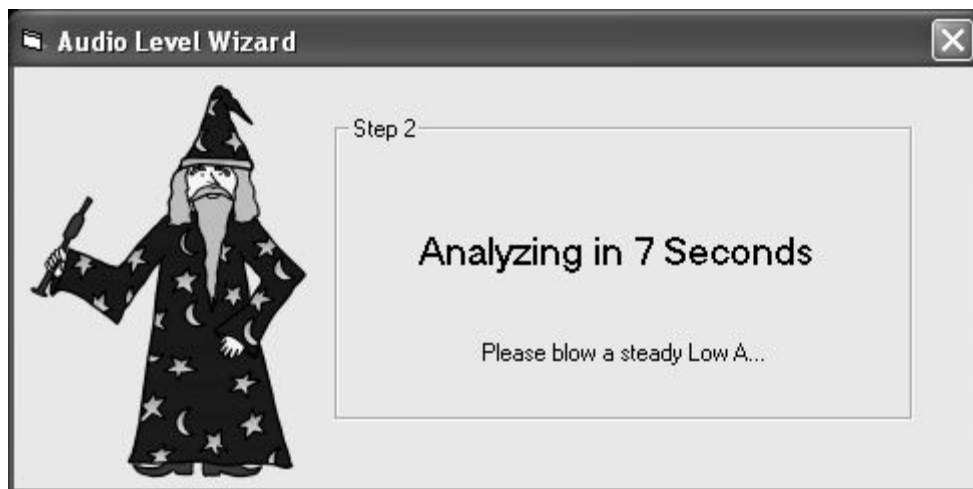 Audio Level Wizard
Step 2
Analyzing in 7 Seconds
Please blow a steady Low A...